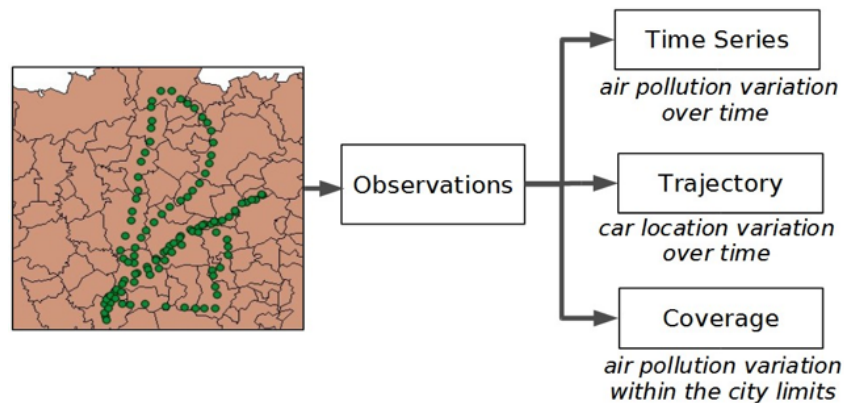 Time Series
air pollution variation
over time
Observations
Trajectory
car location variation
over time
Coverage
air pollution variation
within the city limits